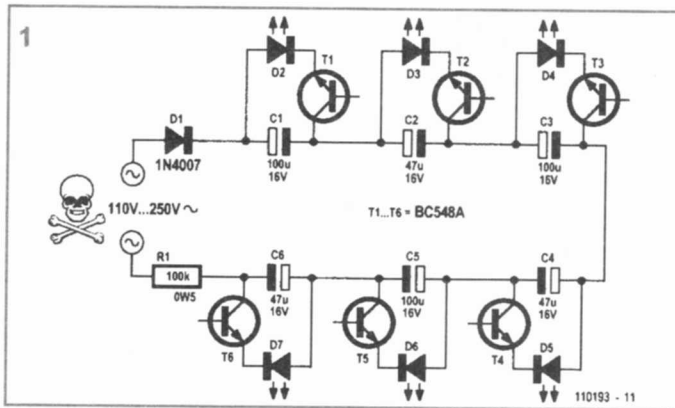 1
D2
T1
D3
T2
D4
T3
D1
1N4007
C1
100u
16V
C2
47u
16V
C3
100u
16V
110V...250V ~
T1...T6 = BC548A
R1
100k
0W5
C6
47u
16V
C5
100u
16V
C4
47u
16V
T6
D7
T5
D6
T4
D5
110193 - 11